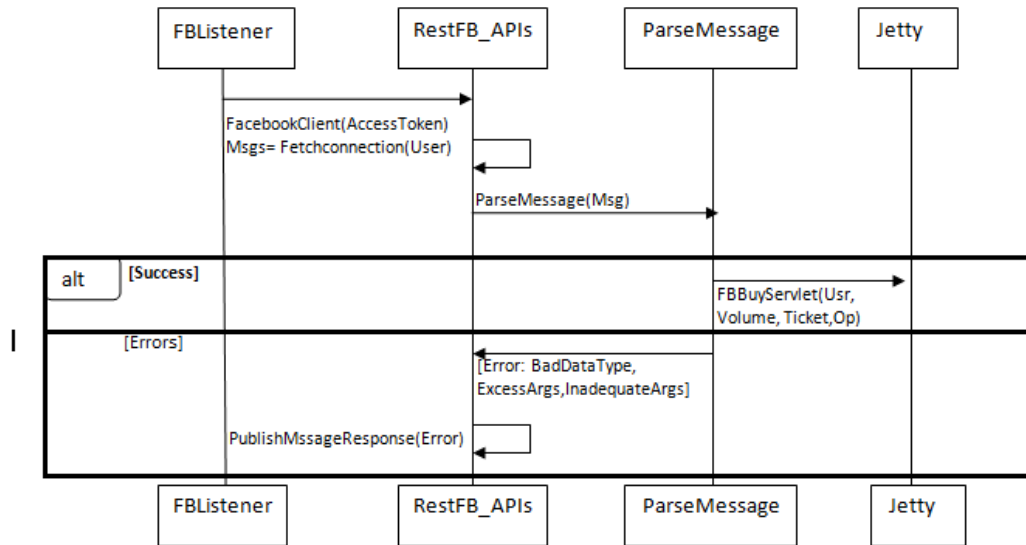 FBListener
RestFB_APIs
ParseMessage
Jetty
FacebookClient(AccessToken)
Msgs= Fetchconnection(User)
ParseMessage(Msg)
alt
[Success]
FBBuyServlet(Usr,
Volume, Ticket,Op)
[Errors]
[Error: BadDataType,
ExcessArgs,InadequateArgs]
PublishMssageResponse(Error)
FBListener
RestFB_APIs
ParseMessage
Jetty